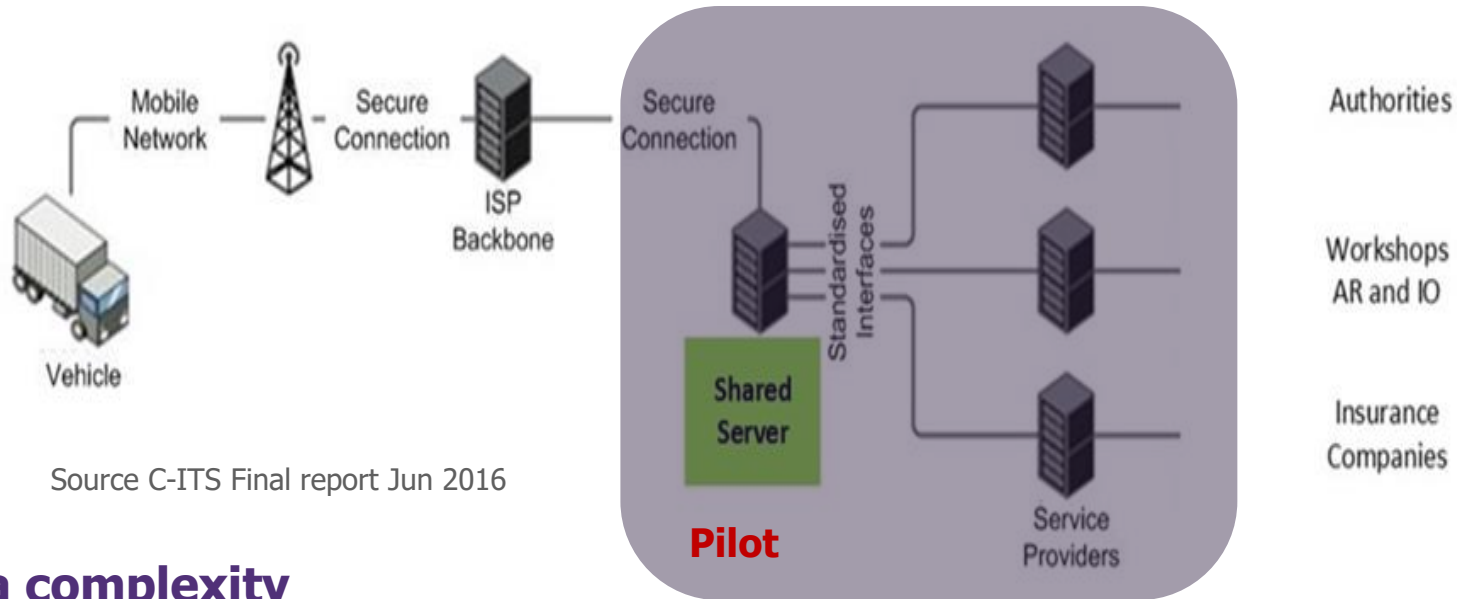 Mobile
Network
Secure
Connection
ISP
Backbone
Vehicle
Secure
Connection
Standardised
Interfaces
Shared
Server
Service
Providers
Authorities
Workshops
AR and IO
Insurance
Companies
Source C-ITS Final report Jun 2016
Pilot
complexity